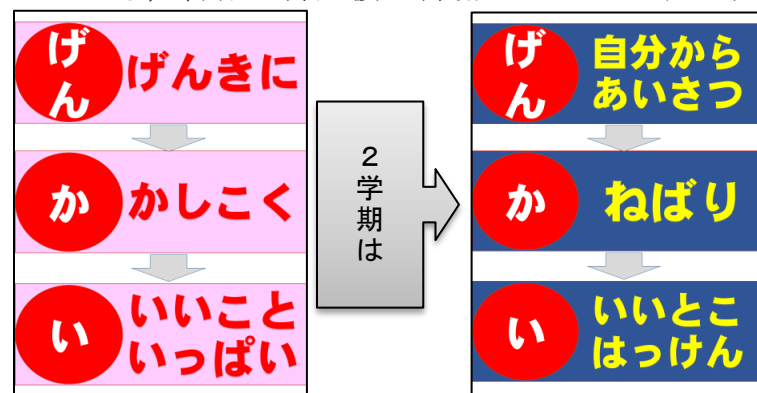 げん
げんきに
か
かしこく
い
いいこと
いっぱい
２学期は
げん
自分から
あいさつ
か
ねばり
い
いいとこ
はっけん